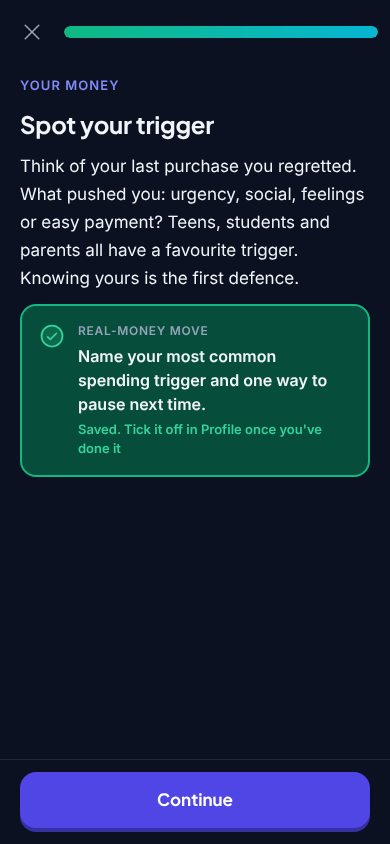 YOUR MONEY
Spot your trigger
Think of your last purchase you regretted.
What pushed you: urgency, social, feelings
or easy payment? Teens, students and
parents all have a favourite trigger.
Knowing yours is the first defence.
REAL-MONEY MOVE
Name your most common
spending trigger and one way to
pause next time.
Saved. Tick it off in Profile once you've
done it
Continue